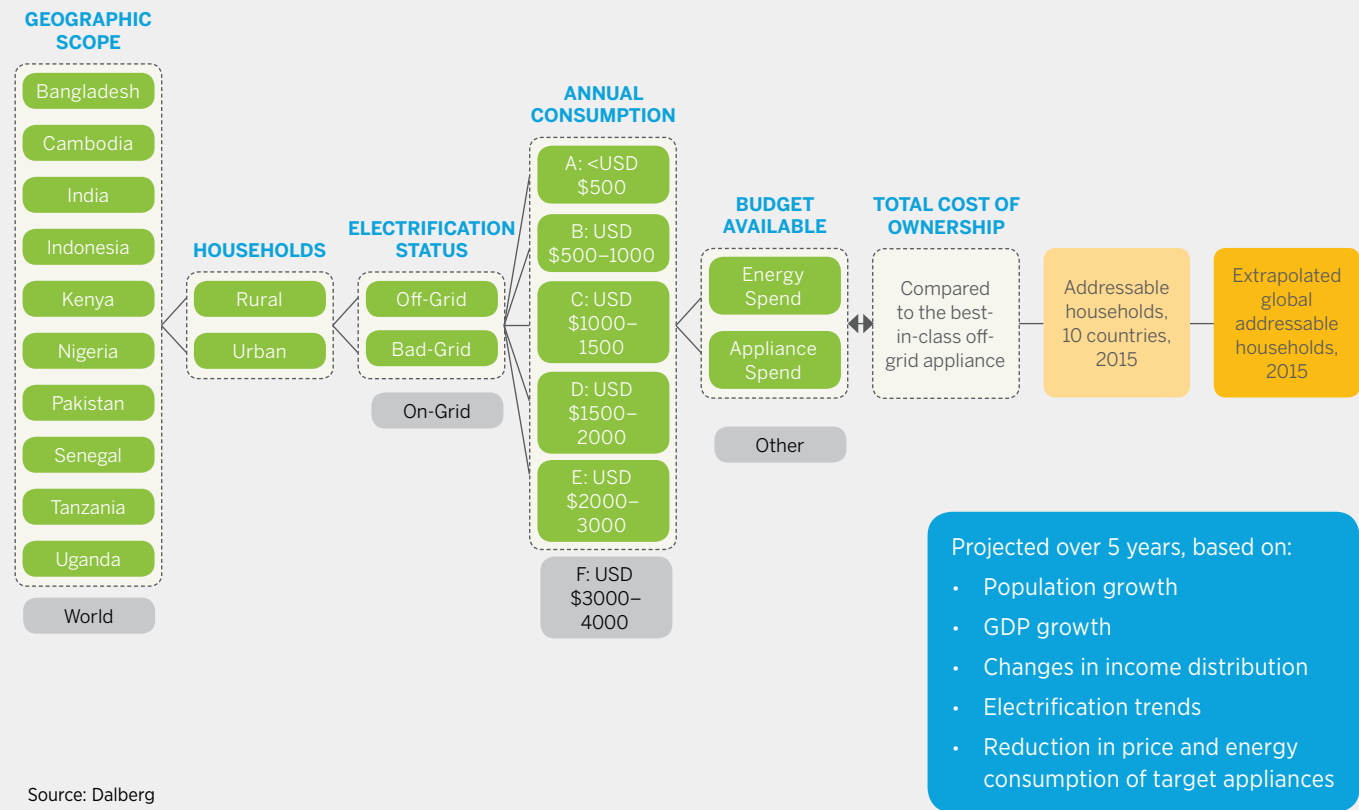 GEOGRAPHIC
SCOPE
Bangladesh
Cambodia
India
Indonesia
Kenya
Nigeria
Pakistan
Senegal
Tanzania
Uganda
World
HOUSEHOLDS
Rural
Urban
ELECTRIFICATION
STATUS
Off-Grid
Bad-Grid
On-Grid
ANNUAL
CONSUMPTION
A: <USD
$500
B: USD
$500–1000
C: USD
$1000–
1500
D: USD
$1500–
2000
E: USD
$2000–
3000
F: USD
$3000–
4000
BUDGET
AVAILABLE
Energy
Spend
Appliance
Spend
Other
TOTAL COST OF
OWNERSHIP
Compared
to the best-
in-class off-
grid appliance
Addressable
households,
10 countries,
2015
Extrapolated
global
addressable
households,
2015
Projected over 5 years, based on:
• Population growth
• GDP growth
• Changes in income distribution
• Electrification trends
• Reduction in price and energy
consumption of target appliances
Source: Dalberg